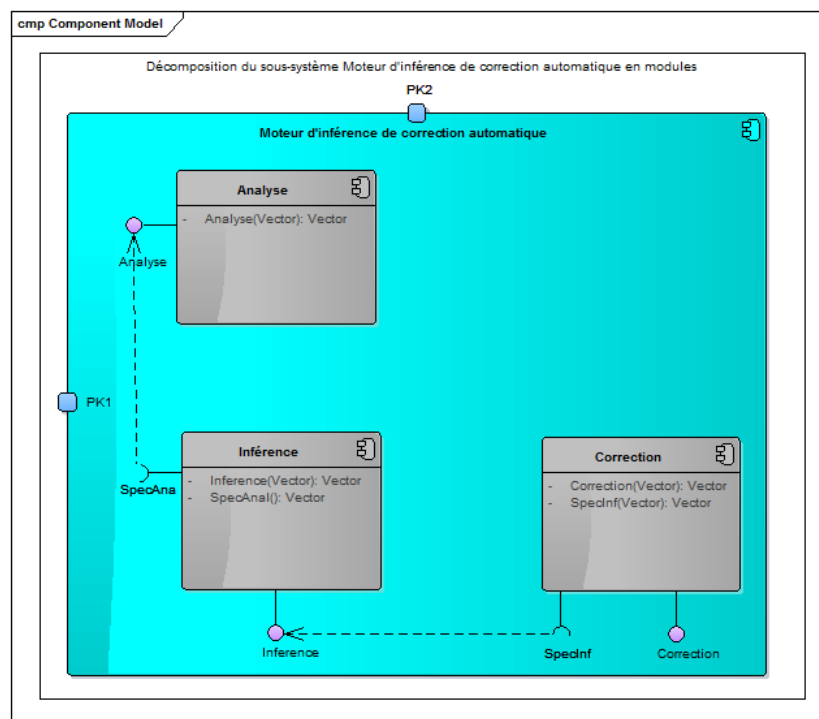 cmp Component Model
Décomposition du sous-système Moteur d'inférence de correction automatique en modules
PK2
Moteur d'inférence de correction automatique
Analyse
- Analyse(Vector): Vector
Analyse
PK1
Inférence
- Inference(Vector): Vector
- SpecAnal(): Vector
SpecAna
Correction
- Correction(Vector): Vector
- SpecInf(Vector): Vector
Inference
SpecInf
Correction